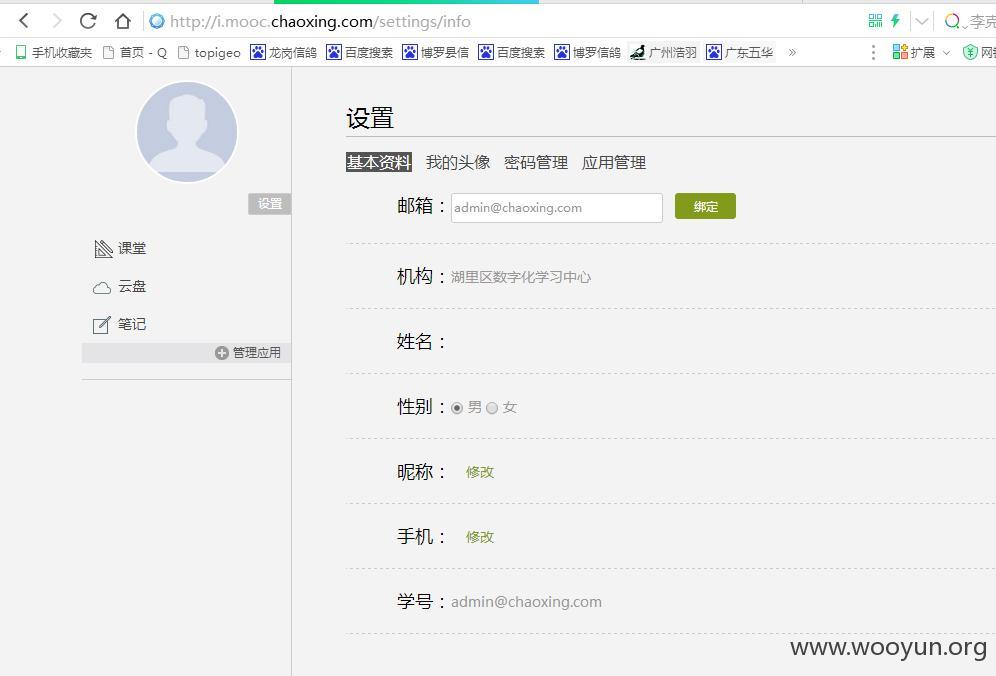 http://i.mooc.chaoxing.com/settings/info
手机收藏夹 首页 - Q topigeo 龙岗信鸽 百度搜索 博罗县信 百度搜索 博罗信鸽 广州浩羽 广东五华 » 扩展
设置
基本资料 我的头像 密码管理 应用管理
邮箱： admin@chaoxing.com 绑定
设置
课堂
机构：湖里区数字化学习中心
云盘
笔记
姓名：
管理应用
性别： 男 女
昵称： 修改
手机： 修改
学号：admin@chaoxing.com
www.wooyun.org